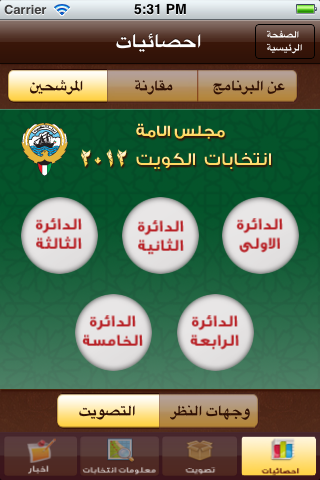 Carrier 5:31 PM
احصائيات
الصفحة
الرئيسية
عن البرنامج
مقارنة
المرشحين
مجلس الامة
انتخابات الكويت ٢٠١٢
الدائرة
الاولى
الدائرة
الثانية
الدائرة
الثالثة
الدائرة
الرابعة
الدائرة
الخامسة
وجهات النظر
التصويت
احصائيات
تصويت
معلومات انتخابات
اخبار